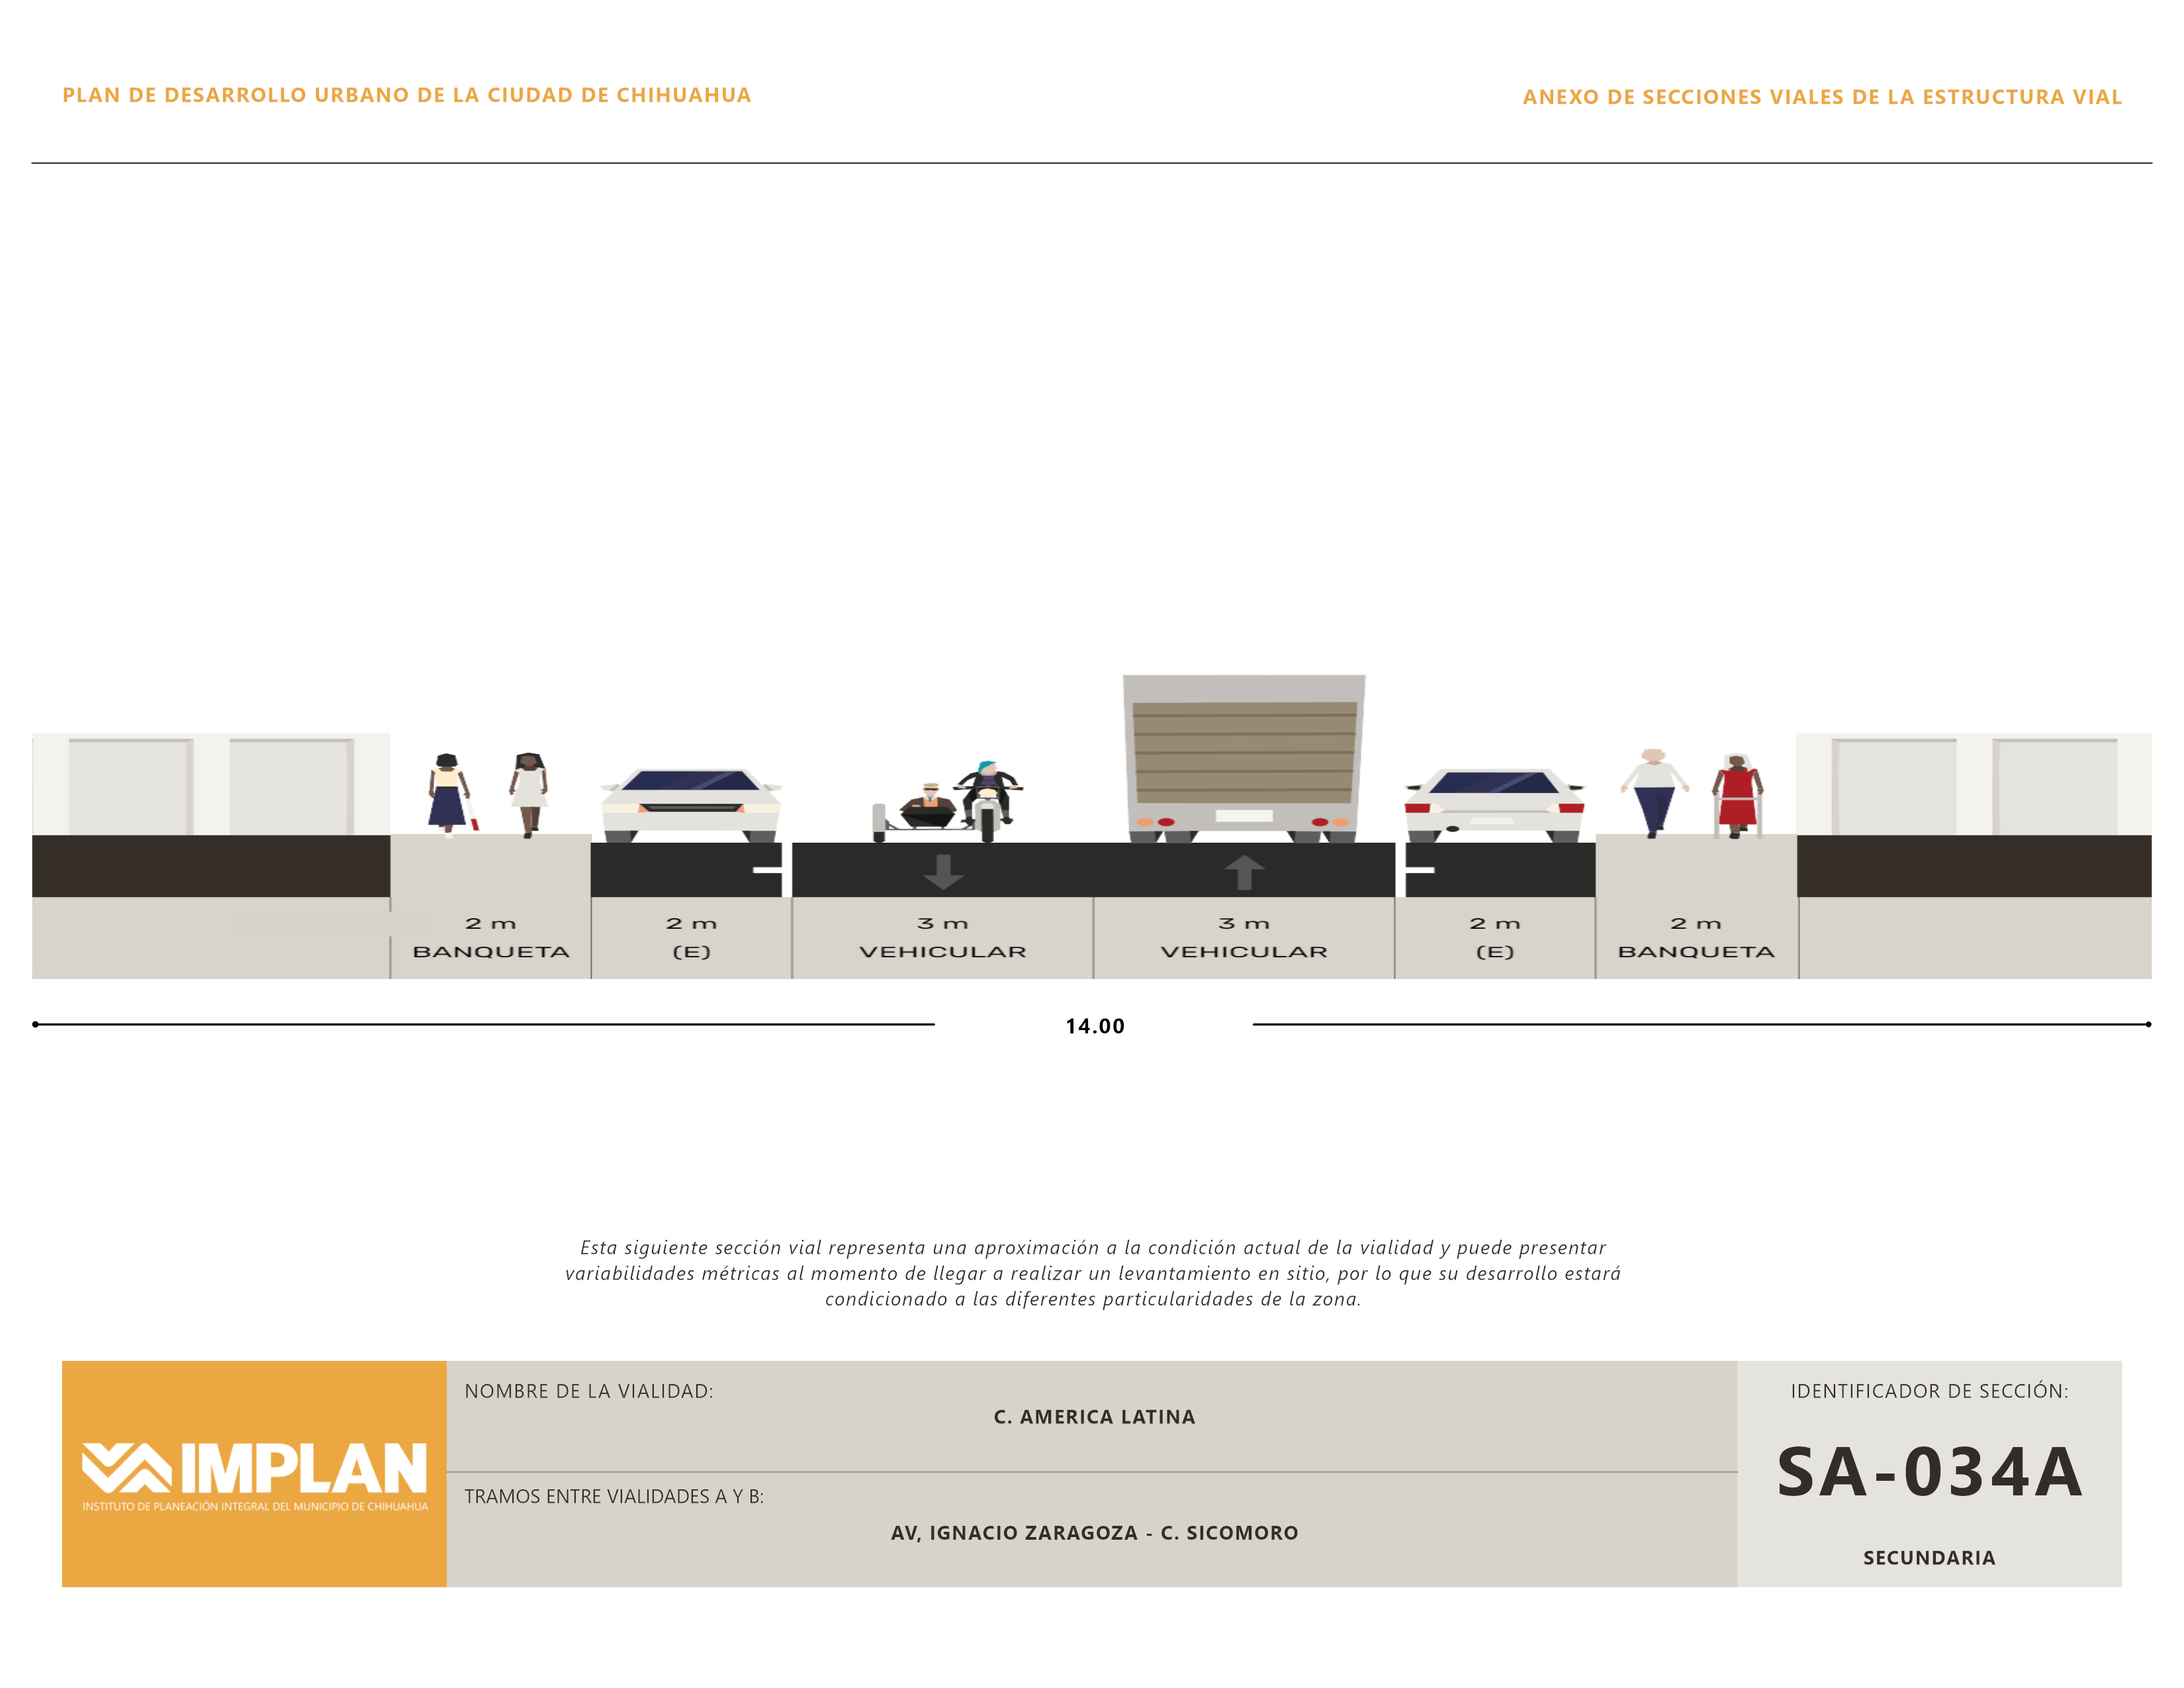 PLAN DE DESARROLLO URBANO DE LA CIUDAD DE CHIHUAHUA
ANEXO DE SECCIONES VIALES DE LA ESTRUCTURA VIAL
2 m
BANQUETA
2 m
(E)
3 m
VEHICULAR
3 m
VEHICULAR
2 m
(E)
2 m
BANQUETA
14.00
Esta siguiente sección vial representa una aproximación a la condición actual de la vialidad y puede presentar
variabilidades métricas al momento de llegar a realizar un levantamiento en sitio, por lo que su desarrollo estará
condicionado a las diferentes particularidades de la zona.
IMPLAN
INSTITUTO DE PLANEACIÓN INTEGRAL DEL MUNICIPIO DE CHIHUAHUA
NOMBRE DE LA VIALIDAD:
C. AMERICA LATINA
TRAMOS ENTRE VIALIDADES A Y B:
AV, IGNACIO ZARAGOZA - C. SICOMORO
IDENTIFICADOR DE SECCIÓN:
SA-034A
SECUNDARIA